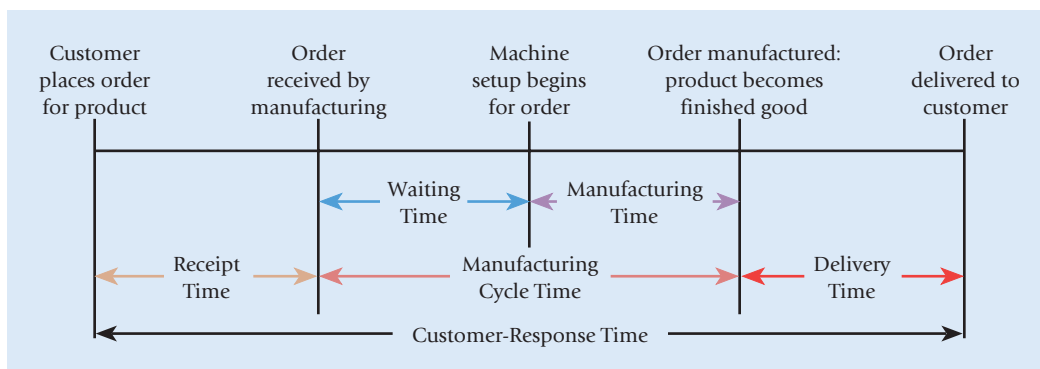 Customer
places order
for product
Order
received by
manufacturing
Machine
setup begins
for order
Order manufactured:
product becomes
finished good
Order
delivered to
customer
Waiting
Time
Manufacturing
Time
Receipt
Time
Manufacturing
Cycle Time
Delivery
Time
Customer-Response Time